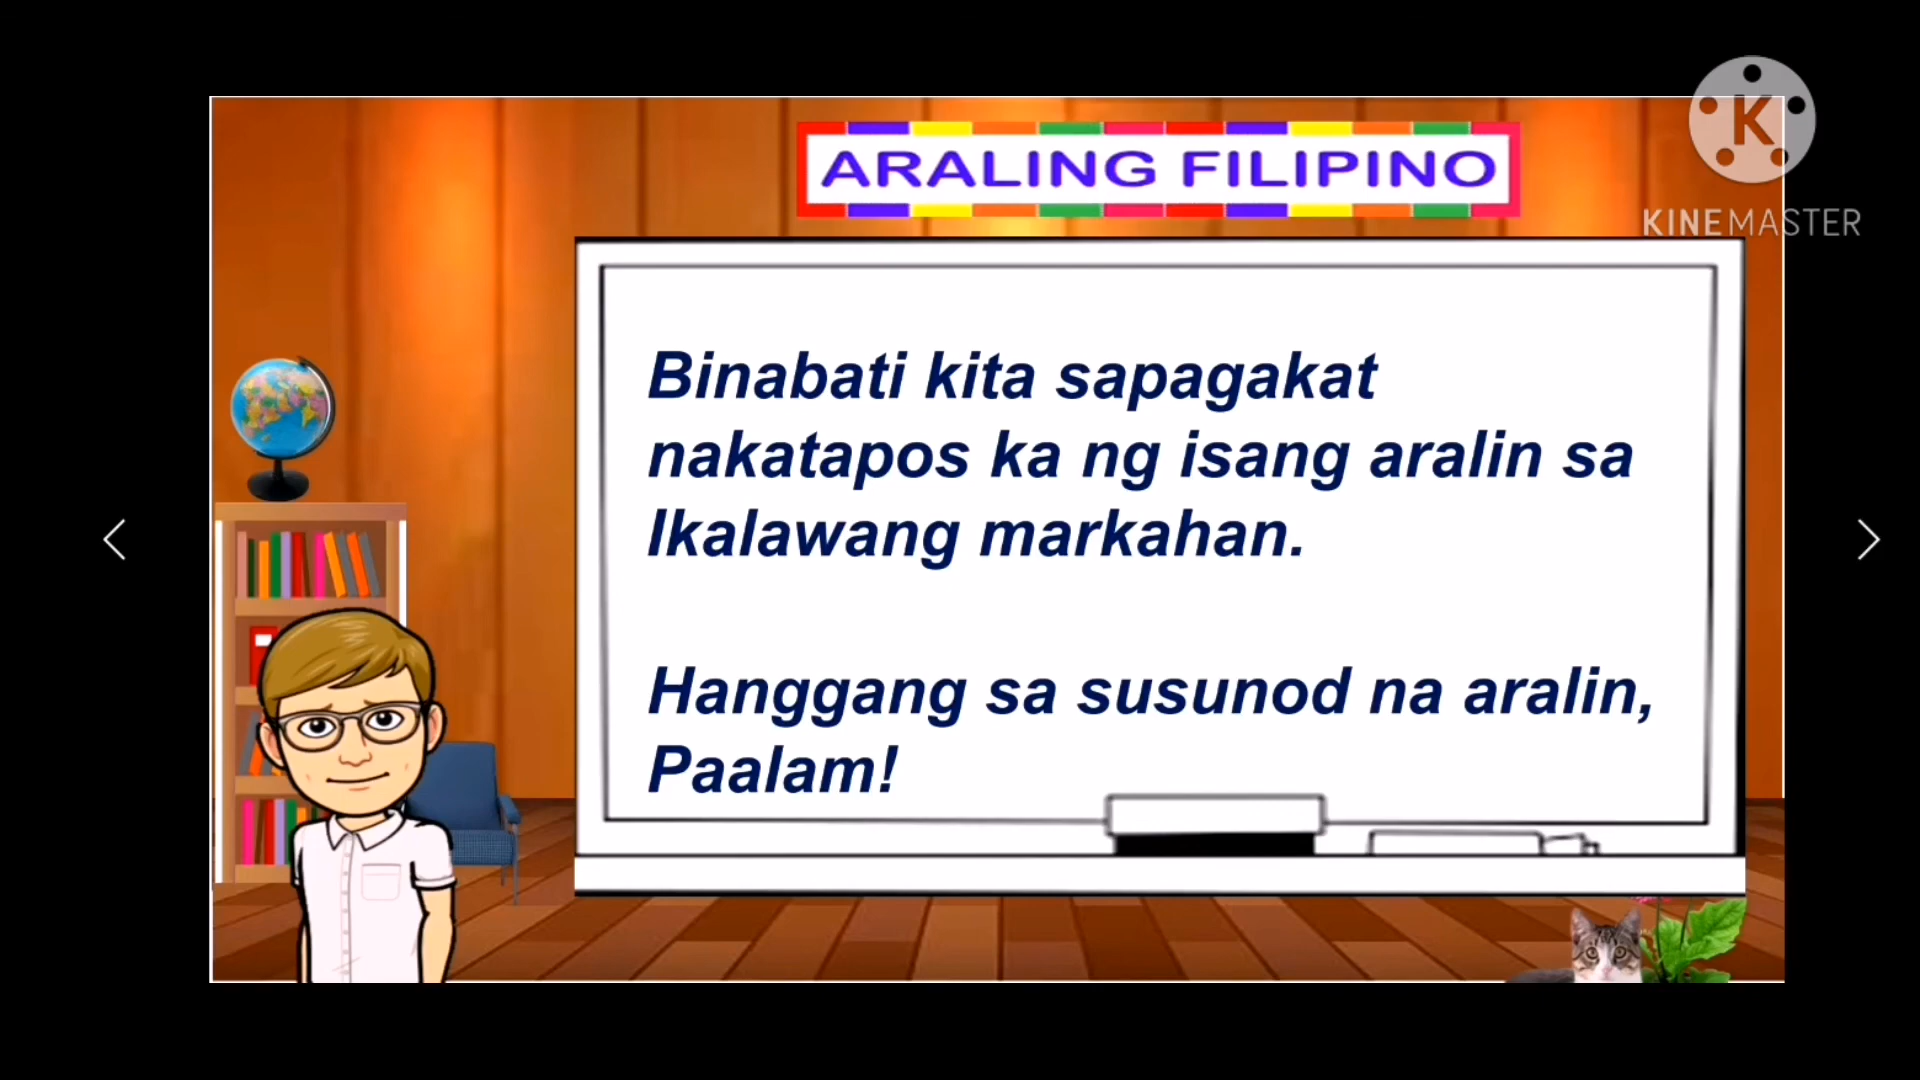 K
KINEMASTER
ARALING FILIPINO
Binabati kita sapagakat
nakatapos ka ng isang aralin sa
Ikalawang markahan.
Hanggang sa susunod na aralin,
Paalam!